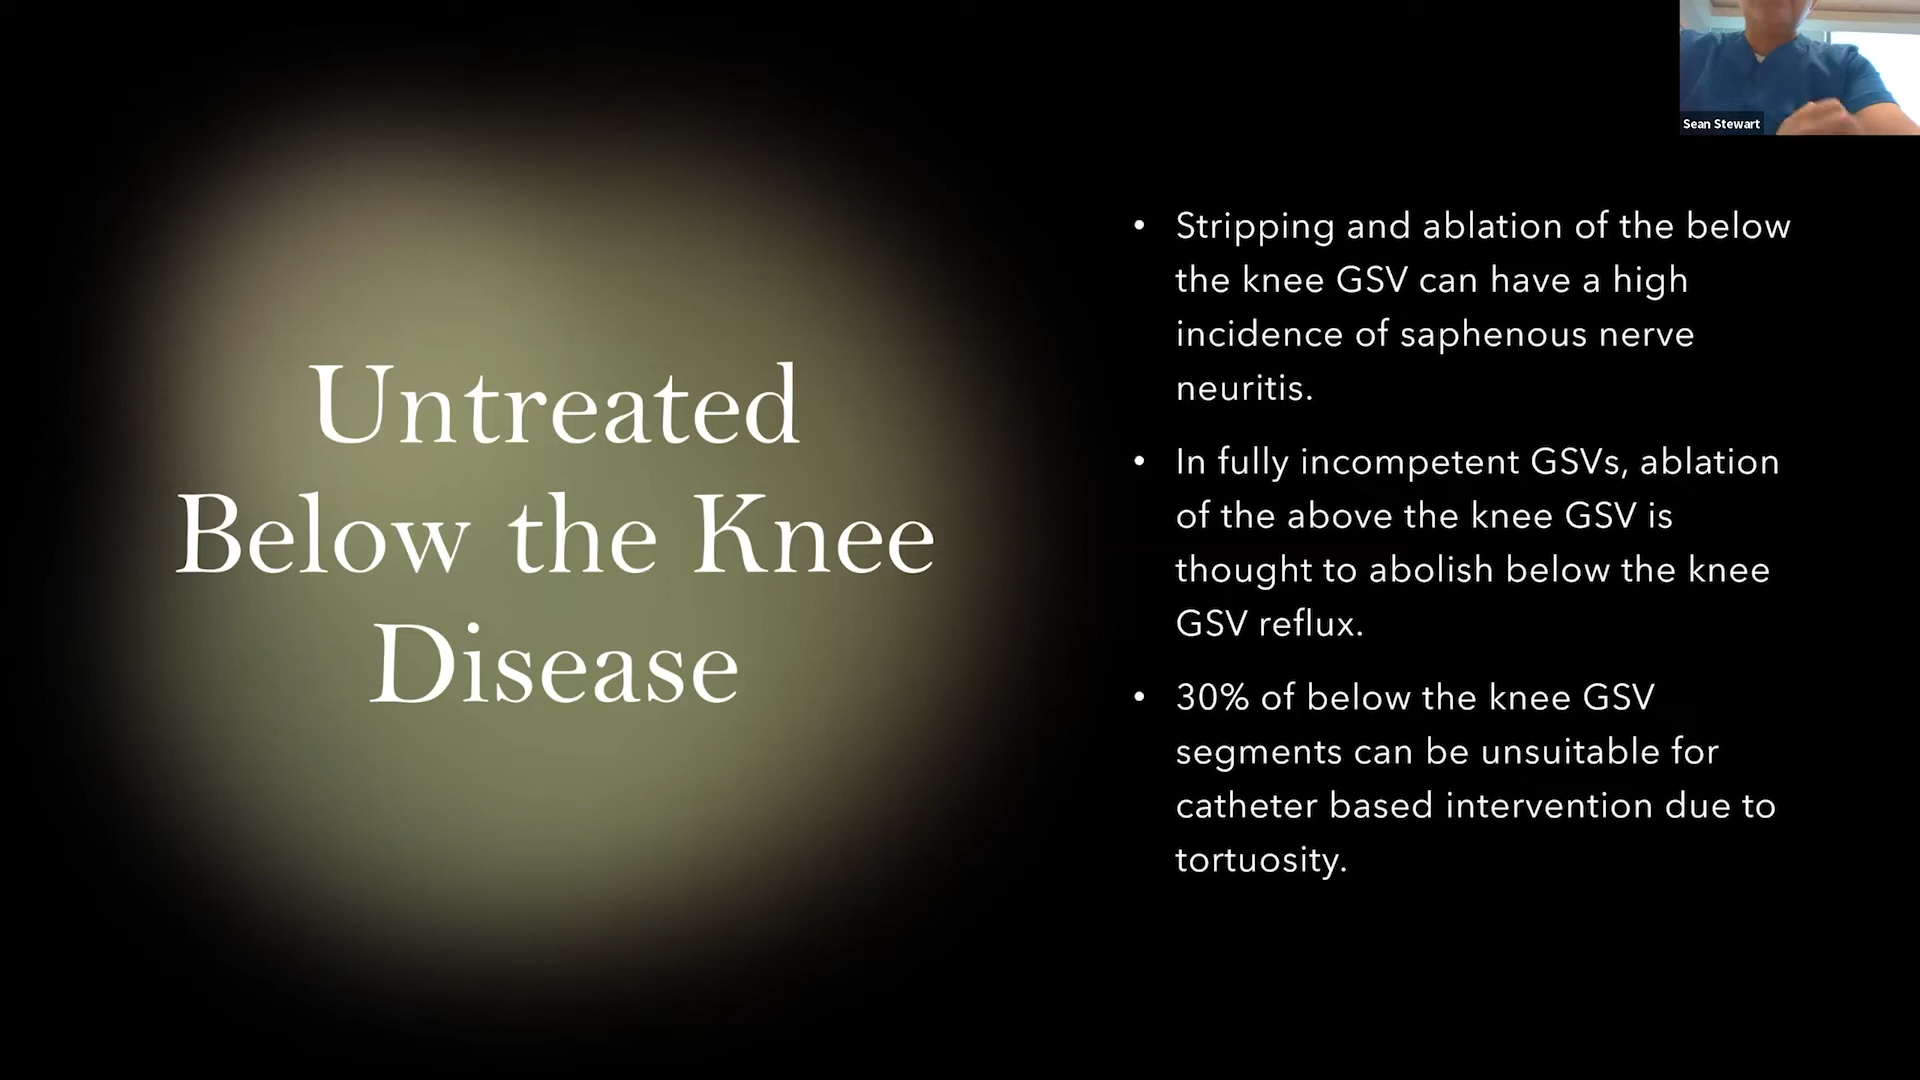 Sean Stewart
Untreated
Below the Knee
Disease
• Stripping and ablation of the below
the knee GSV can have a high
incidence of saphenous nerve
neuritis.
• In fully incompetent GSVs, ablation
of the above the knee GSV is
thought to abolish below the knee
GSV reflux.
• 30% of below the knee GSV
segments can be unsuitable for
catheter based intervention due to
tortuosity.